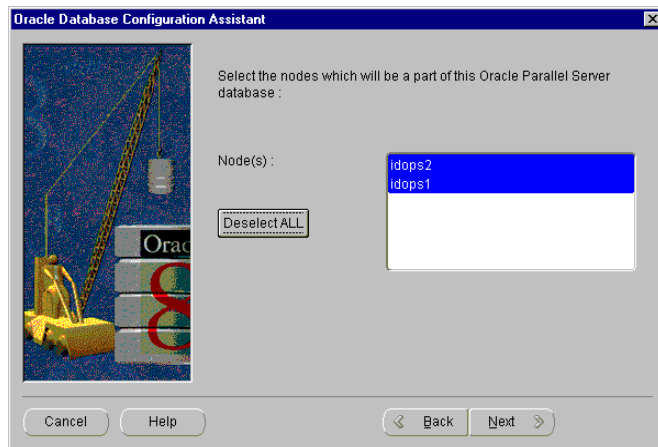 Oracle Database Configuration Assistant
Select the nodes which will be a part of this Oracle Parallel Server
database :
Node(s) :
idops2
idops1
Deselect ALL
Orac
8
Cancel
Help
Back
Next